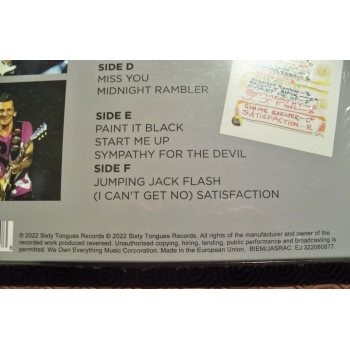 SIDE D
MISS YOU
MIDNIGHT RAMBLER
SIDE E
PAINT IT BLACK
START ME UP
SYMPATHY FOR THE DEVIL
SIDE F
JUMPING JACK FLASH
(I CAN'T GET NO) SATISFACTION
SATISFACTION-E
℗ 2022 Sixty Tongues Records © 2022 Sixty Tongues Records. All rights of the manufacturer and owner of the
recorded work produced reversed. Unauthorised copying, hiring, lending, public performance and broadcasting is
permitted. We Own Everything Music Corporation. Made in the European Union. BIEM/JASRAC. EJ 322060877.